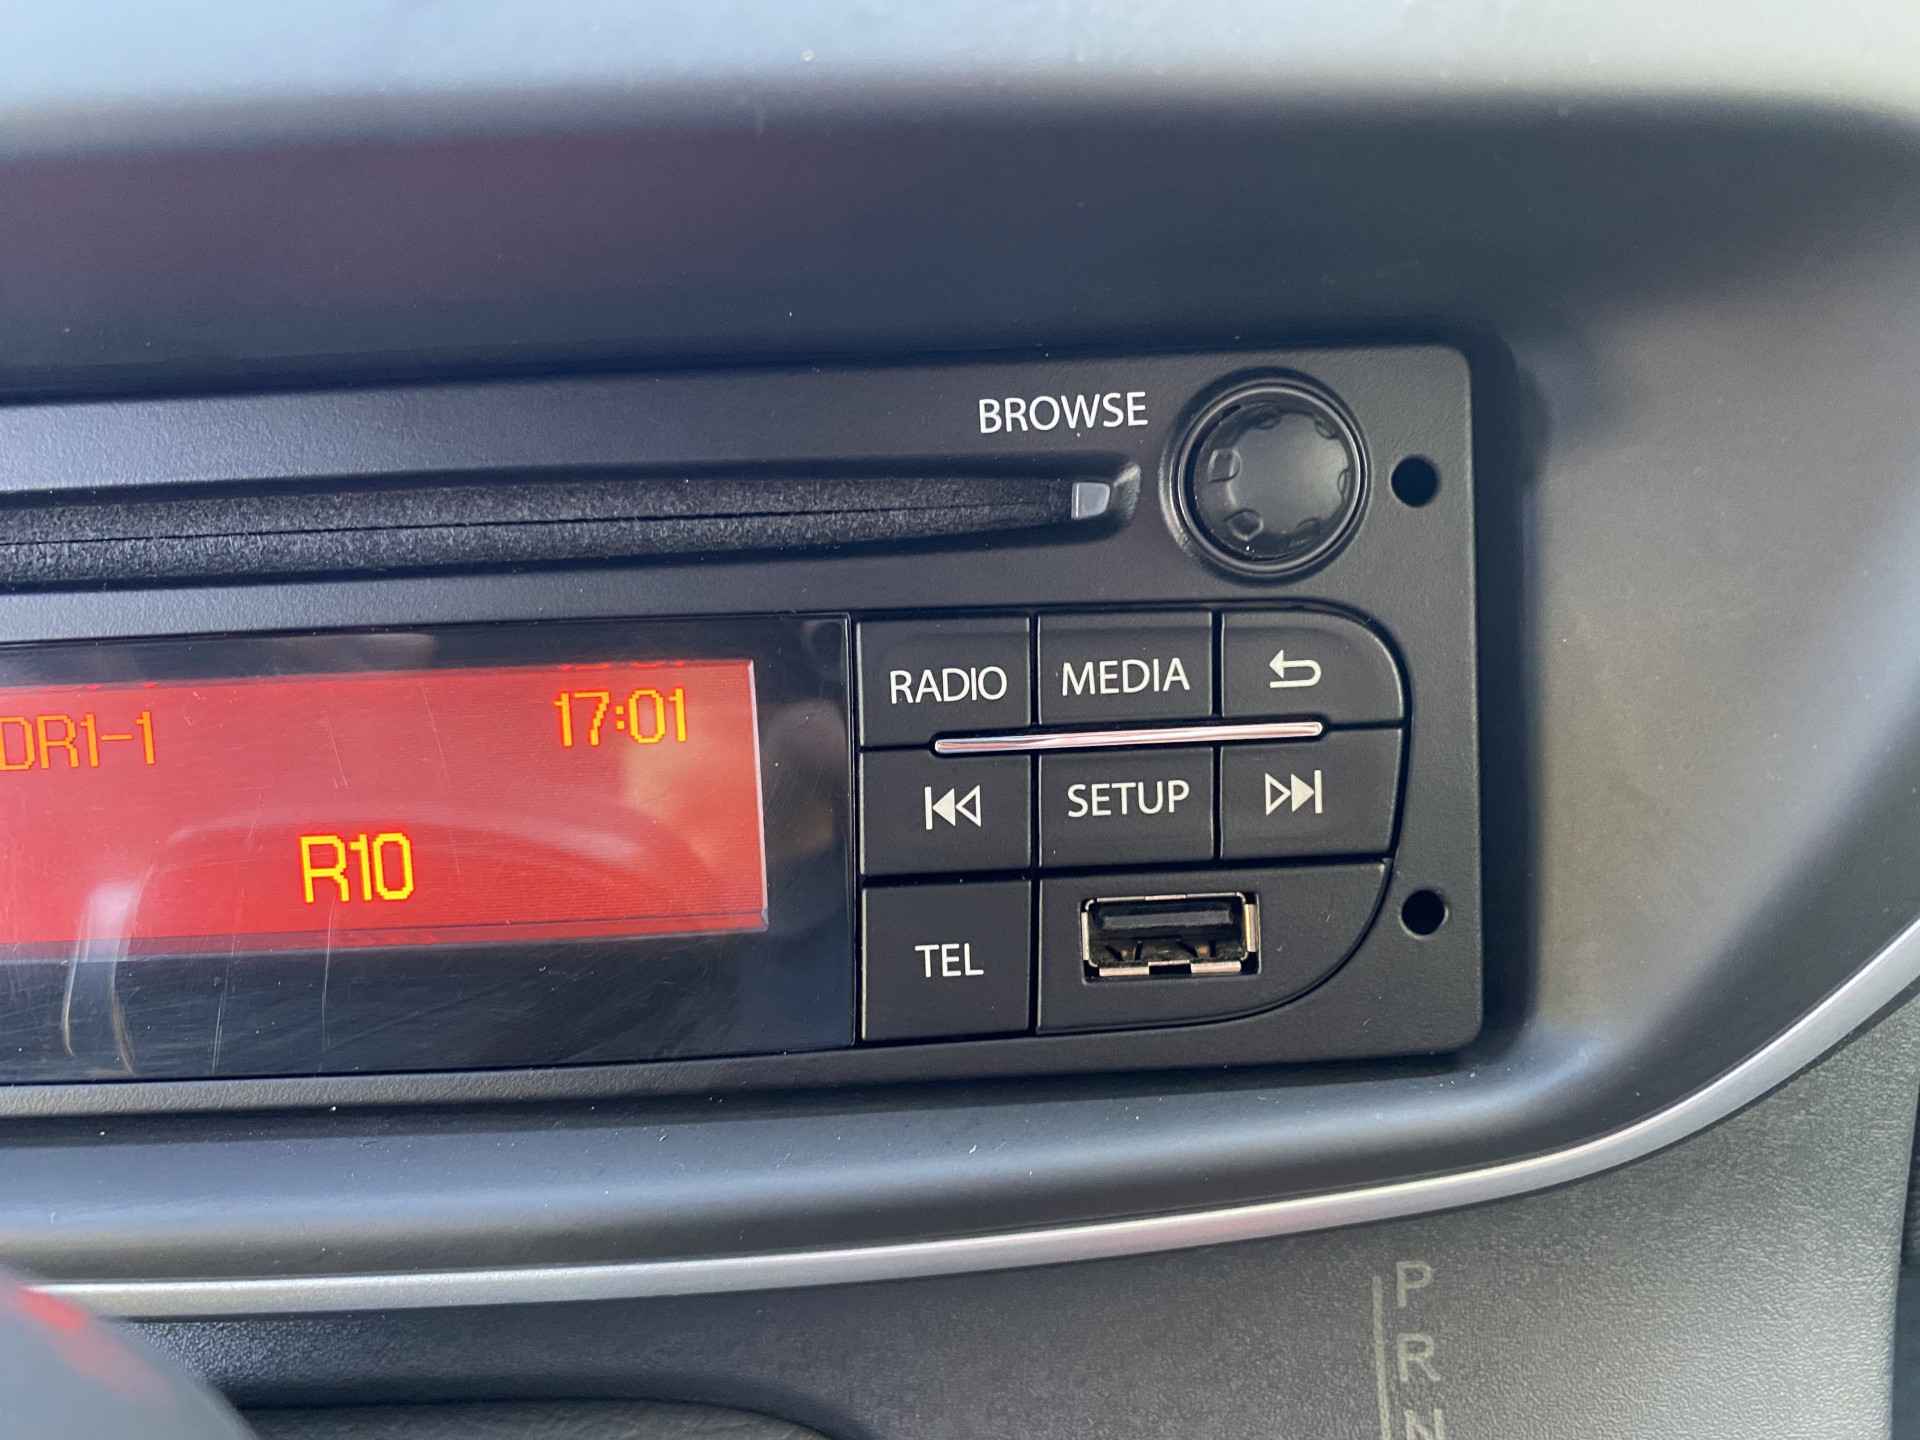 BROWSE
DR1-1 17:01
R10
RADIO MEDIA
SETUP
TEL
P
R
N